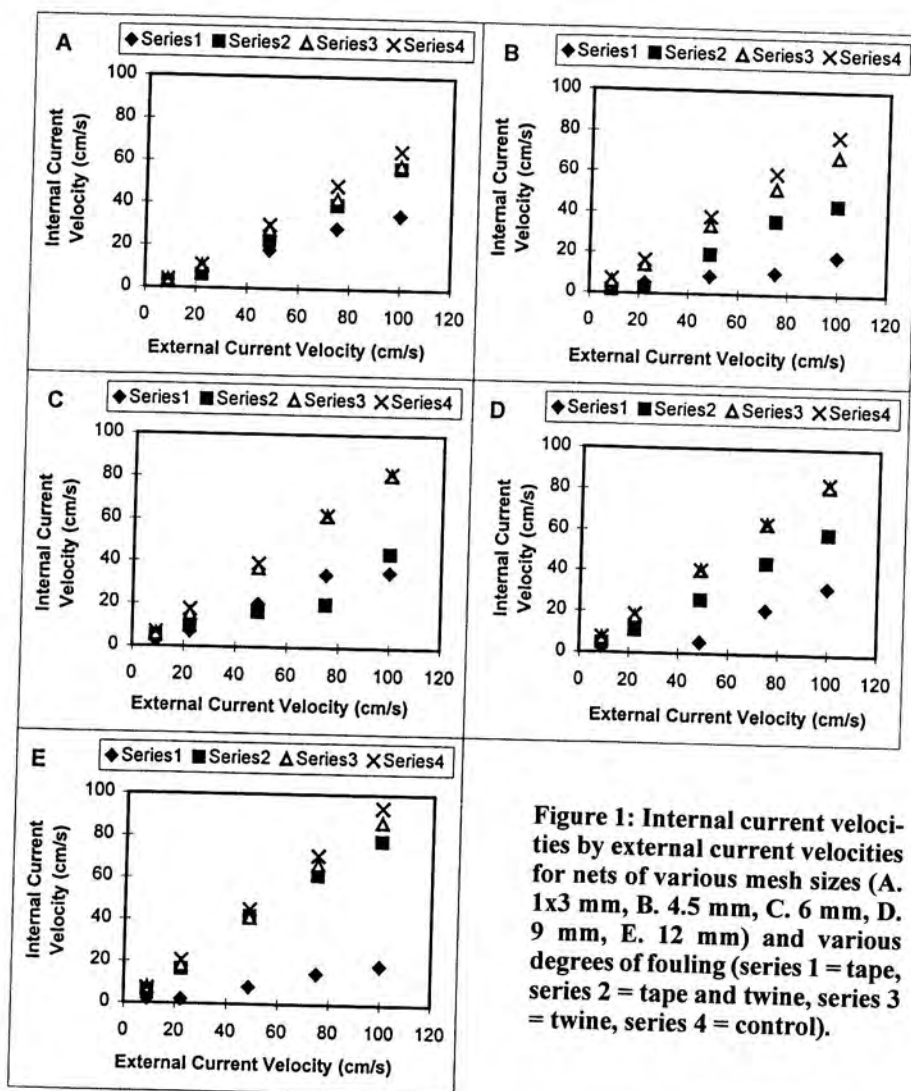 A
◆Series1 ■Series2 △Series3 ×Series4
Internal Current
Velocity (cm/s)
100
80
60
40
20
0
0 20 40 60 80 100 120
External Current Velocity (cm/s)
B
◆Series1 ■Series2 △Series3 ×Series4
Internal Current
Velocity (cm/s)
100
80
60
40
20
0
0 20 40 60 80 100 120
External Current Velocity (cm/s)
C
◆Series1 ■Series2 △Series3 ×Series4
Internal Current
Velocity (cm/s)
100
80
60
40
20
0
0 20 40 60 80 100 120
External Current Velocity (cm/s)
D
◆Series1 ■Series2 △Series3 ×Series4
Internal Current
Velocity (cm/s)
100
80
60
40
20
0
0 20 40 60 80 100 120
External Current Velocity (cm/s)
E
◆Series1 ■Series2 △Series3 ×Series4
Internal Current
Velocity (cm/s)
100
80
60
40
20
0
0 20 40 60 80 100 120
External Current Velocity (cm/s)
Figure 1: Internal current veloci-
ties by external current velocities
for nets of various mesh sizes (A.
1x3 mm, B. 4.5 mm, C. 6 mm, D.
9 mm, E. 12 mm) and various
degrees of fouling (series 1 = tape,
series 2 = tape and twine, series 3
= twine, series 4 = control).